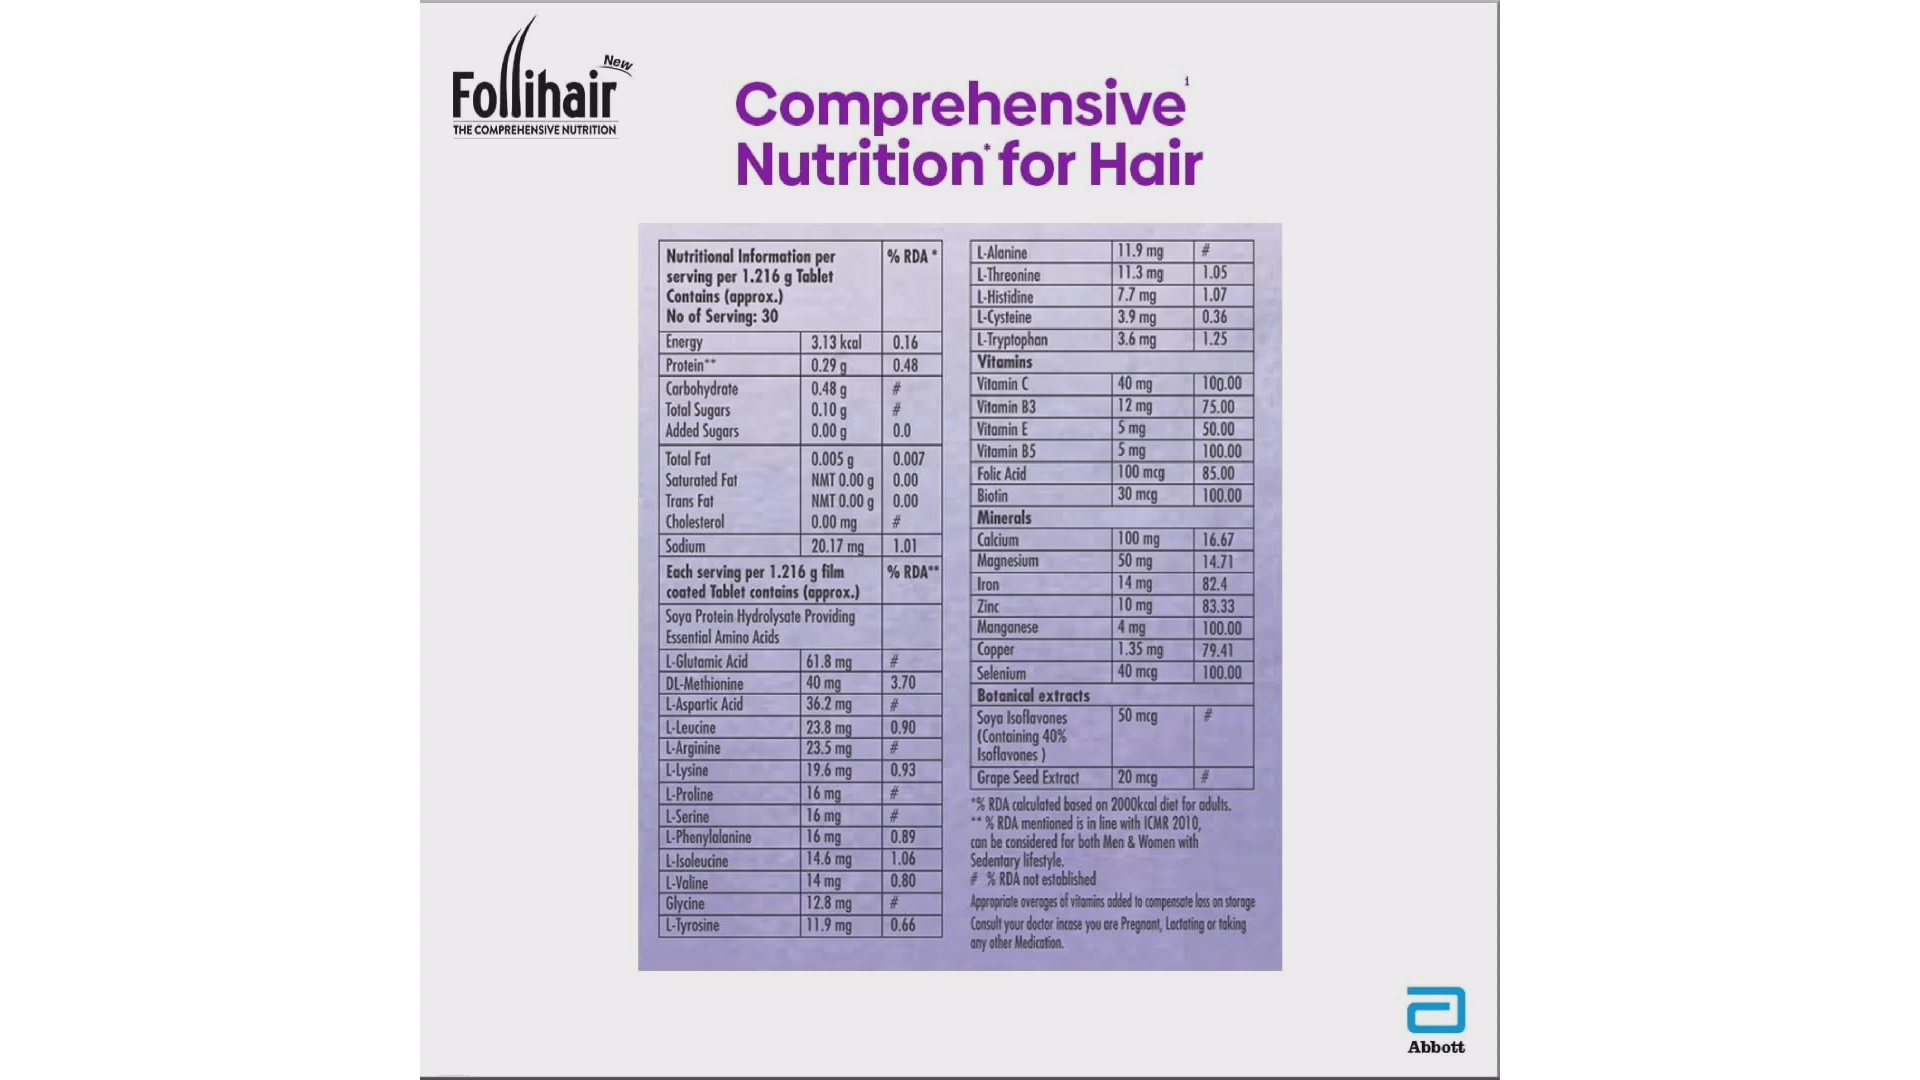 New
Follihair
THE COMPREHENSIVE NUTRITION
Comprehensive1
Nutrition* for Hair
Nutritional Information per % RDA *
serving per 1.216 g Tablet
Contains (approx.)
No of Serving: 30
Energy 3.13 kcal 0.16
Protein** 0.29 g 0.48
Carbohydrate 0.48 g #
Total Sugars 0.10 g #
Added Sugars 0.00 g 0.0
Total Fat 0.005 g 0.007
Saturated Fat NMT 0.00 g 0.00
Trans Fat NMT 0.00 g 0.00
Cholesterol 0.00 mg #
Sodium 20.17 mg 1.01
Each serving per 1.216 g film % RDA**
coated Tablet contains (approx.)
Soya Protein Hydrolysate Providing
Essential Amino Acids
L-Glutamic Acid 61.8 mg #
DL-Methionine 40 mg 3.70
L-Aspartic Acid 36.2 mg #
L-Leucine 23.8 mg 0.90
L-Arginine 23.5 mg #
L-Lysine 19.6 mg 0.93
L-Proline 16 mg #
L-Serine 16 mg #
L-Phenylalanine 16 mg 0.89
L-Isoleucine 14.6 mg 1.06
L-Valine 14 mg 0.80
Glycine 12.8 mg #
L-Tyrosine 11.9 mg 0.66
L-Alanine 11.9 mg #
L-Threonine 11.3 mg 1.05
L-Histidine 7.7 mg 1.07
L-Cysteine 3.9 mg 0.36
L-Tryptophan 3.6 mg 1.25
Vitamins
Vitamin C 40 mg 100.00
Vitamin B3 12 mg 75.00
Vitamin E 5 mg 50.00
Vitamin B5 5 mg 100.00
Folic Acid 100 mcg 85.00
Biotin 30 mcg 100.00
Minerals
Calcium 100 mg 16.67
Magnesium 50 mg 14.71
Iron 14 mg 82.4
Zinc 10 mg 83.33
Manganese 4 mg 100.00
Copper 1.35 mg 79.41
Selenium 40 mcg 100.00
Botanical extracts
Soya Isoflavones 50 mcg #
(Containing 40%
Isoflavones )
Grape Seed Extract 20 mcg #
*% RDA calculated based on 2000kcal diet for adults.
** % RDA mentioned is in line with ICMR 2010,
can be considered for both Men & Women with
Sedentary lifestyle.
# % RDA not established
Appropriate overages of vitamins added to compensate loss on storage
Consult your doctor incase you are Pregnant, Lactating or taking
any other Medication.
Abbott